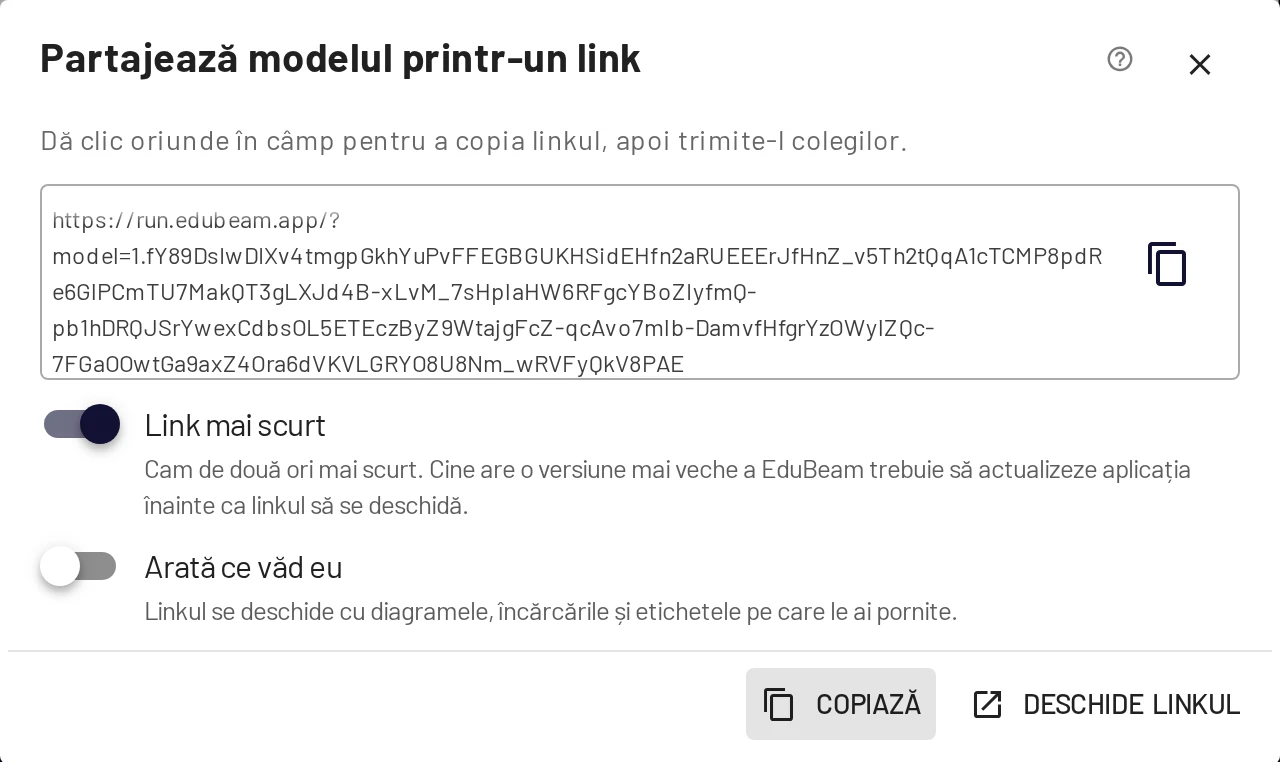 Partajează modelul printr-un link
Dă clic oriunde în câmp pentru a copia linkul, apoi trimite-l colegilor.
https://run.edubeam.app/?
model=1.fY89DsIwDIXv4tmgpGkhYuPvFFEGBGUKHSidEHfn2aRUEEErJfHnZ_v5Th2tQqA1cTCMP8pdR
e6GIPCmTU7MakQT3gLXJd4B-xLvM_7sHpIaHW6RFgcYBoZIyfmQ-
pb1hDRQJSrYwexCdbsOL5ETEczByZ9WtajgFcZ-qcAvo7mIb-DamvfHfgrYzOWyIZQc-
7FGaOOwtGa9axZ4Ora6dVKVLGRYO8U8Nm_wRVFyQkV8PAE
Link mai scurt
Cam de două ori mai scurt. Cine are o versiune mai veche a EduBeam trebuie să actualizeze aplicația
înainte ca linkul să se deschidă.
Arată ce văd eu
Linkul se deschide cu diagramele, încărcările și etichetele pe care le ai pornite.
COPIAZĂ
DESCHIDE LINKUL